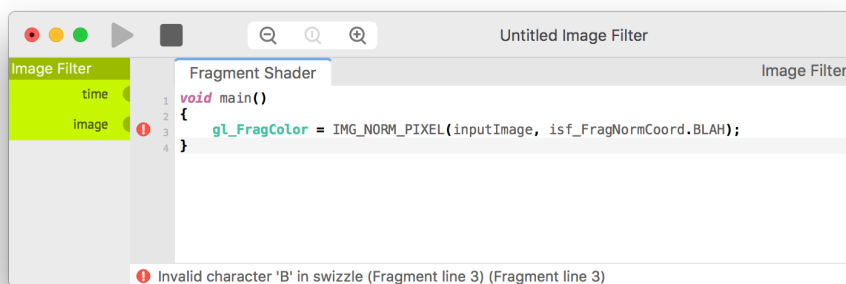 Untitled Image Filter
Image Filter
Fragment Shader
Image Filter
time
image
1 void main()
2 {
3 gl_FragColor = IMG_NORM_PIXEL(inputImage, isf_FragNormCoord.BLAH);
4 }
Invalid character 'B' in swizzle (Fragment line 3) (Fragment line 3)